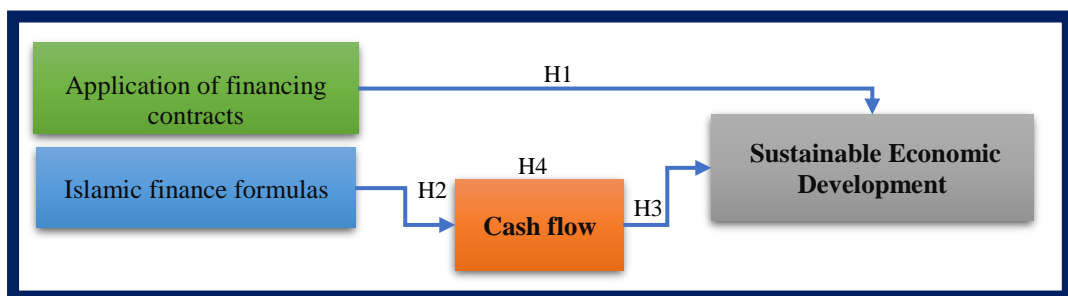 Application of financing
contracts
H1
Sustainable Economic
Development
Islamic finance formulas
H2
H4
Cash flow
H3